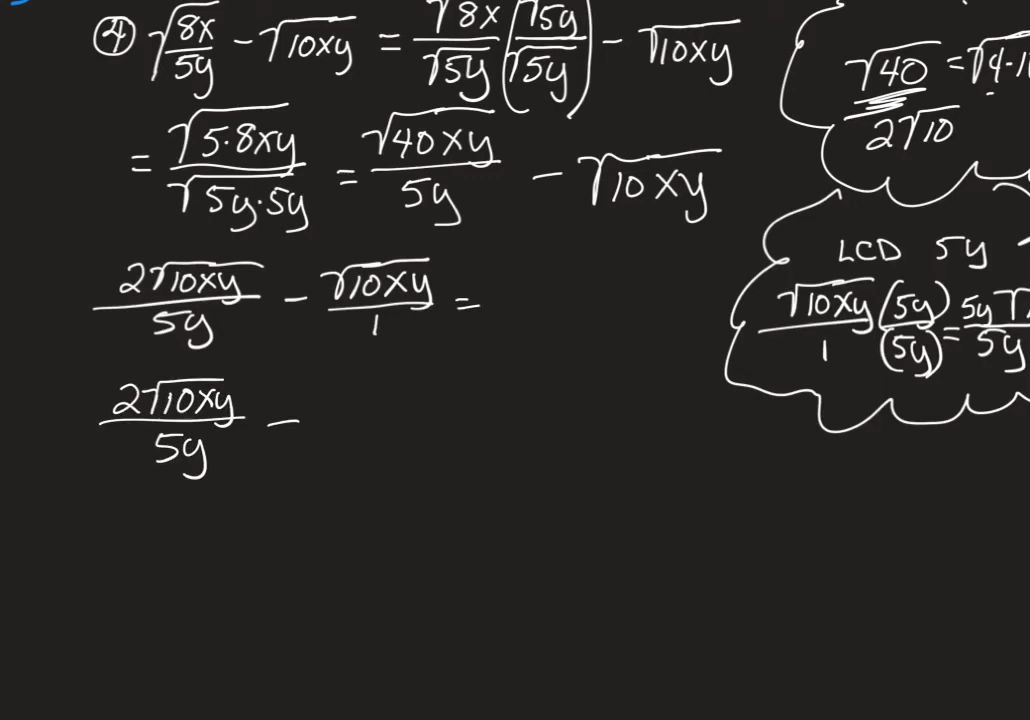 ④ √(8x/5y) − √10xy = √8x/√5y (√5y/√5y) − √10xy
= √5·8xy/√5y·5y = √40xy/5y − √10xy
2√10xy/5y − √10xy/1 =
2√10xy/5y −
√40 = √4·1
2√10
LCD 5y
√10xy/1 (5y/5y) = 5y√/5y